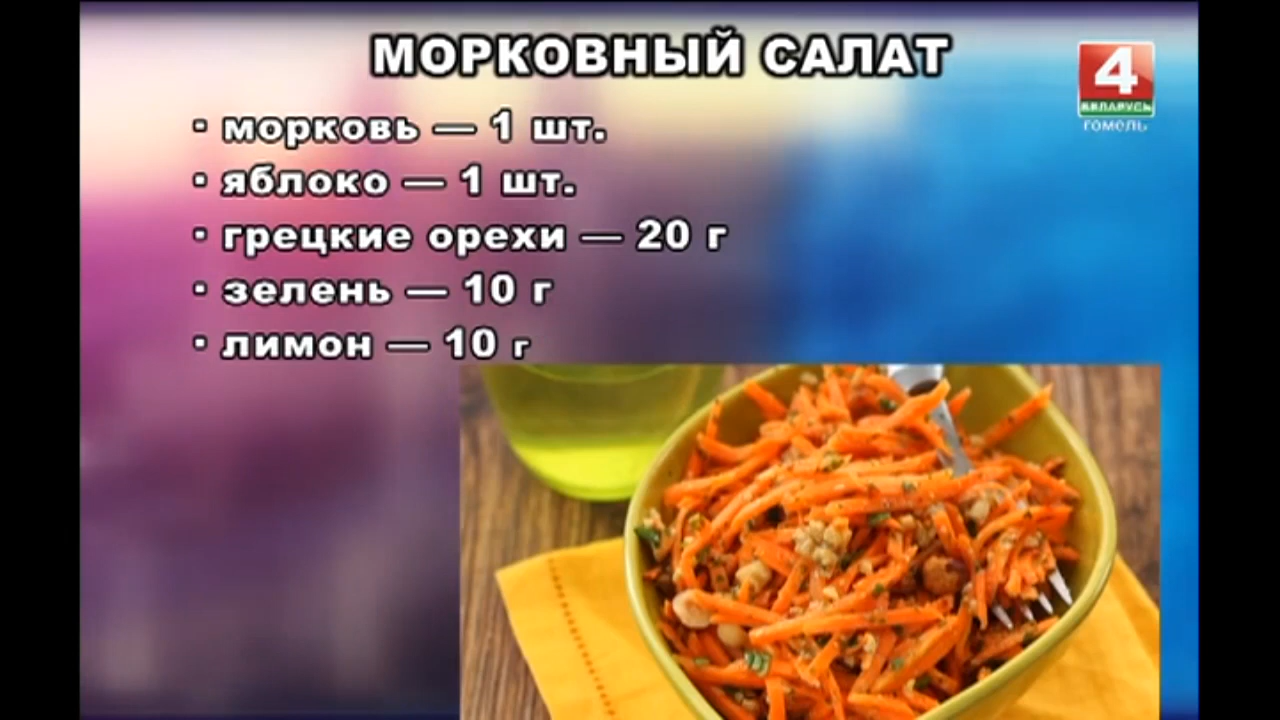 МОРКОВНЫЙ САЛАТ
4
БЕЛАРУСЬ
гомель
· морковь — 1 шт.
· яблоко — 1 шт.
· грецкие орехи — 20 г
· зелень — 10 г
· лимон — 10 г